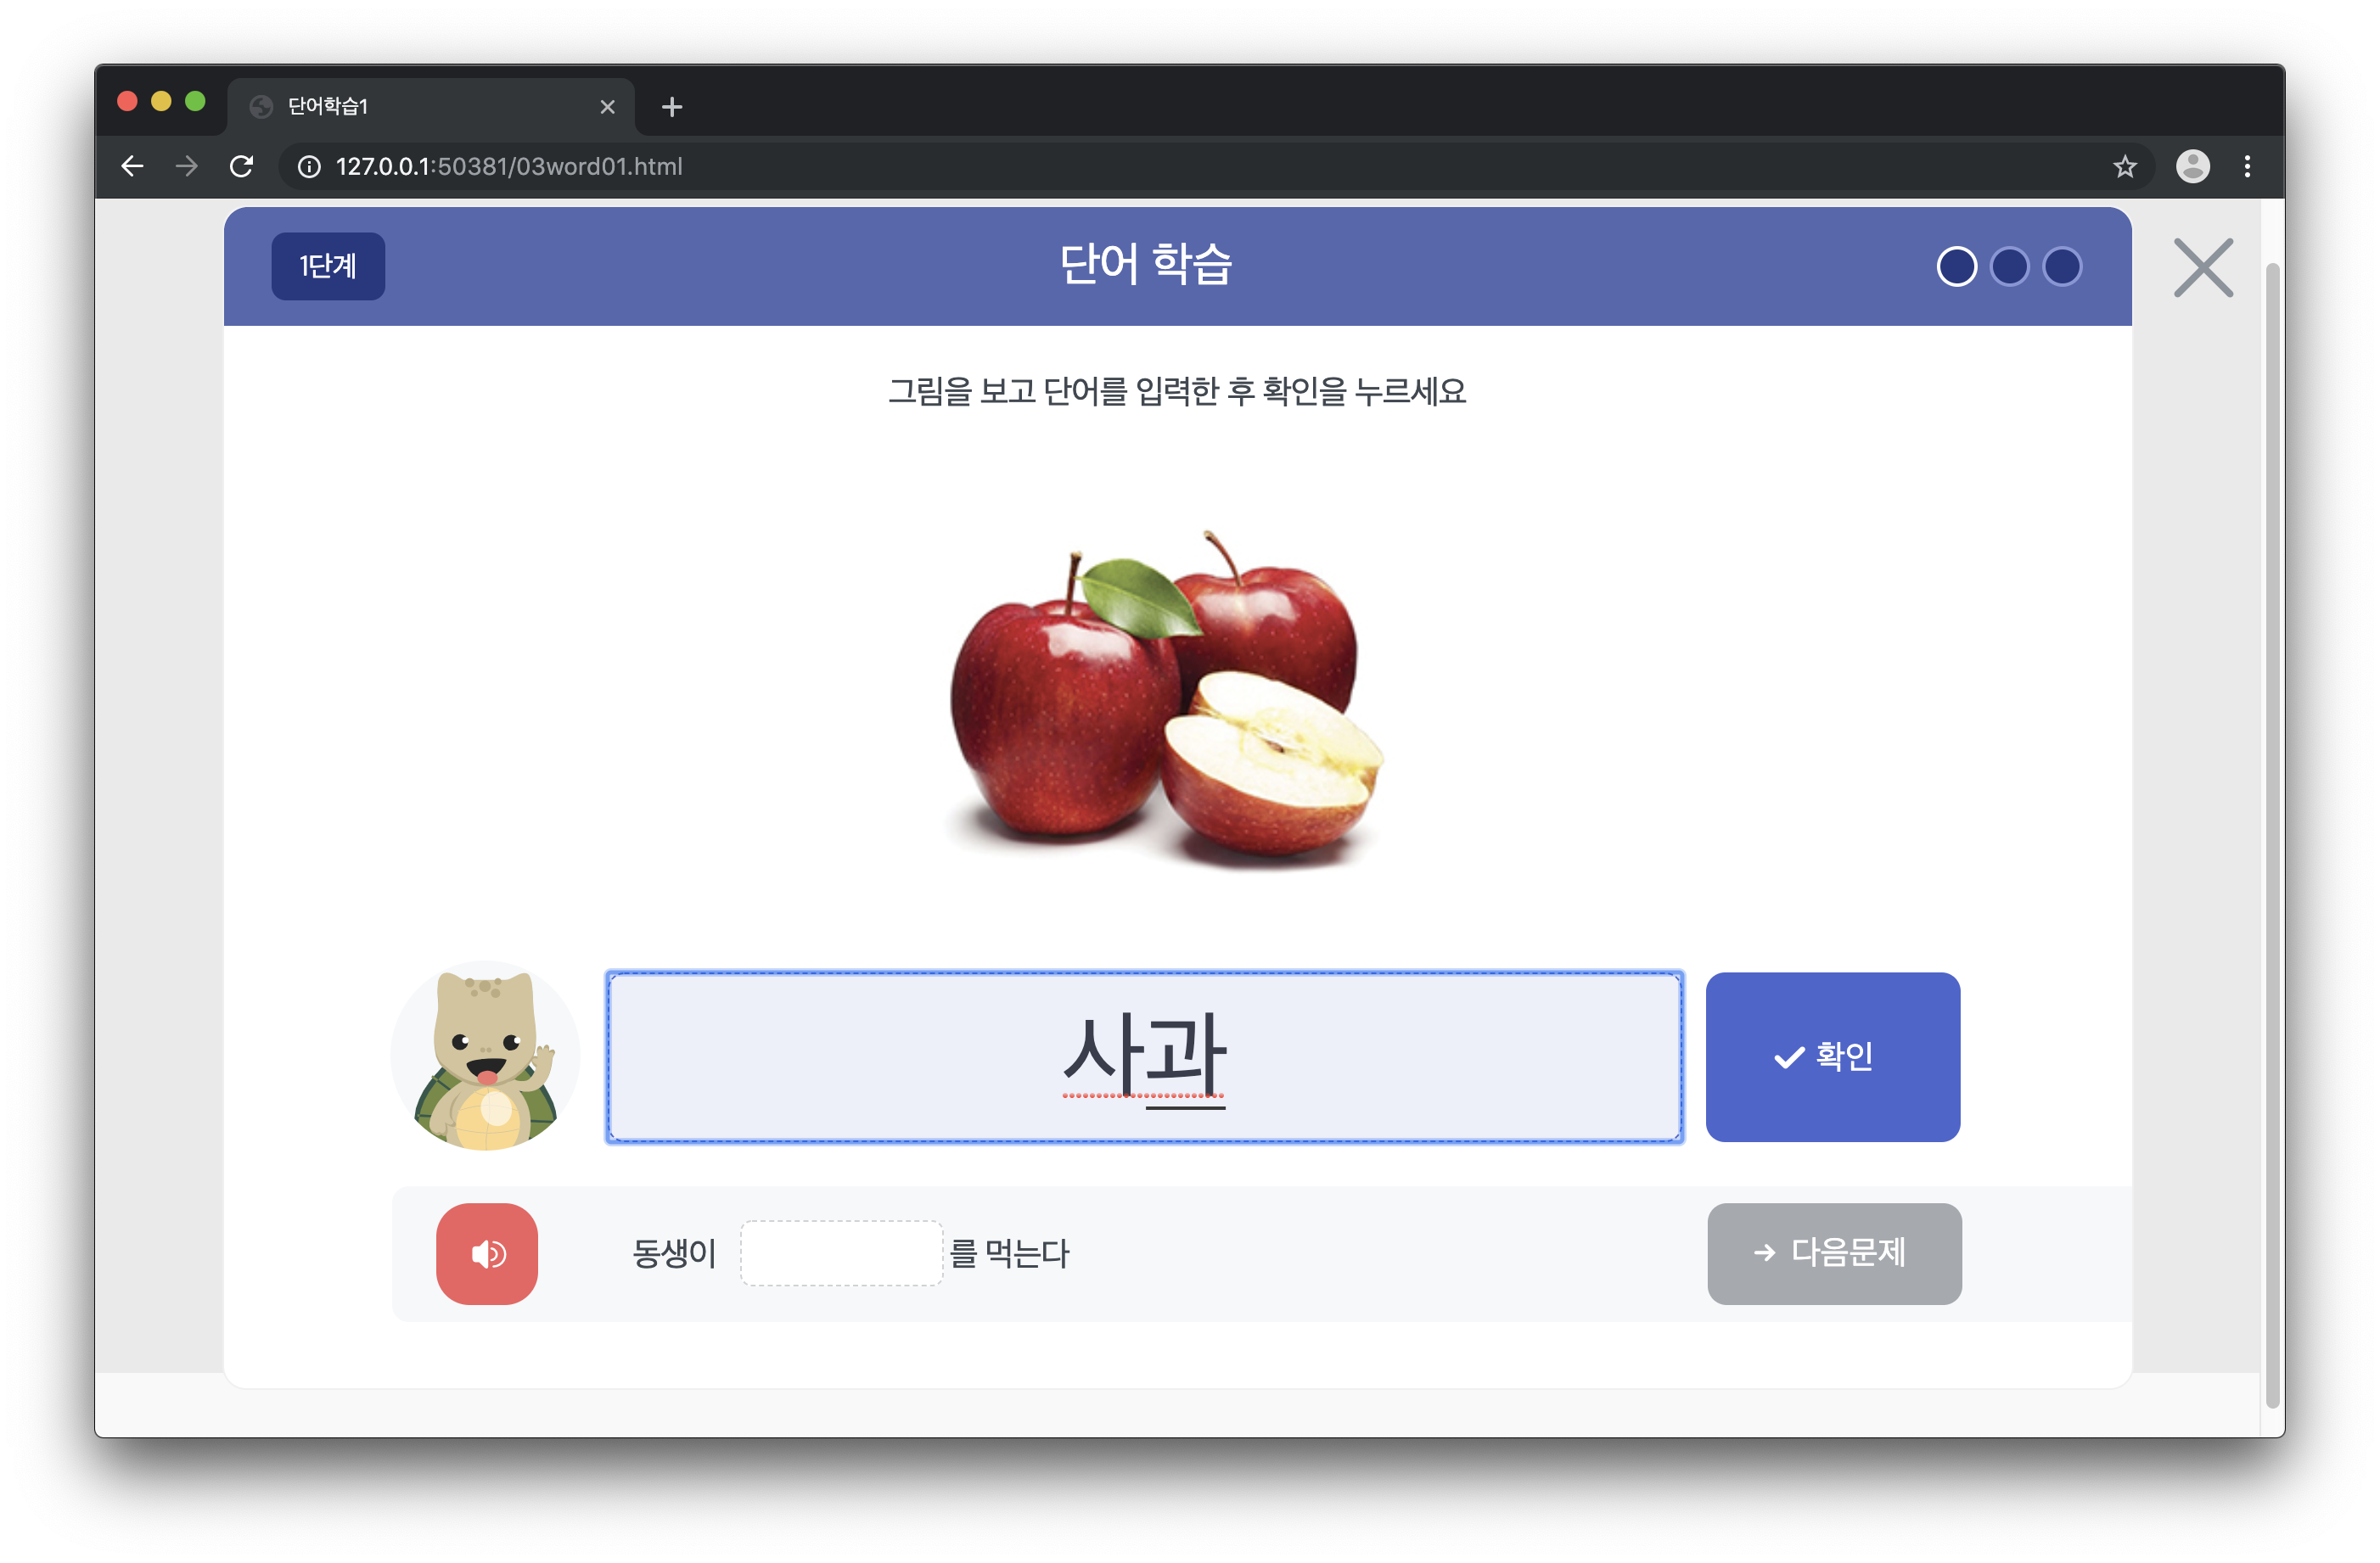 단어학습1
127.0.0.1:50381/03word01.html
1단계
단어 학습
그림을 보고 단어를 입력한 후 확인을 누르세요
사과
확인
동생이 를 먹는다
다음문제